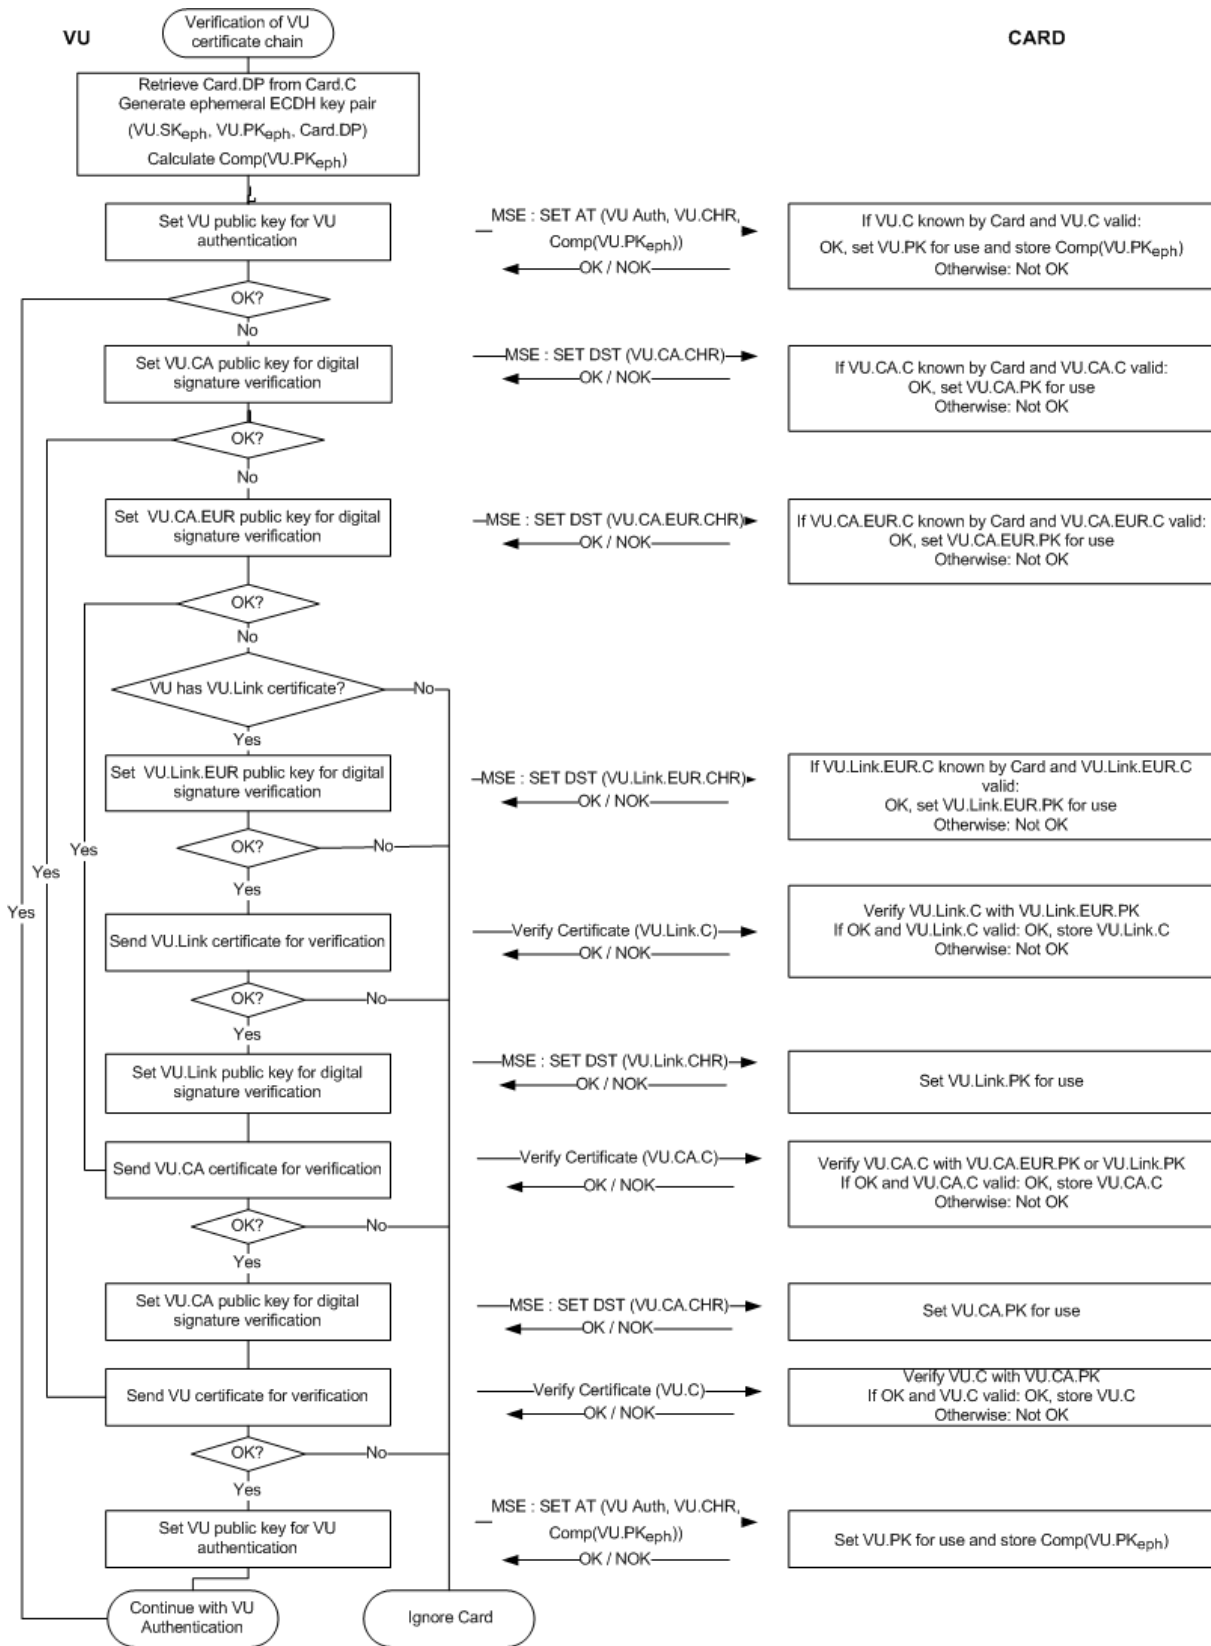 VU
Verification of VU
certificate chain
CARD
Retrieve Card.DP from Card.C
Generate ephemeral ECDH key pair
(VU.SKeph, VU.PKeph, Card.DP)
Calculate Comp(VU.PKeph)
Set VU public key for VU
authentication
MSE : SET AT (VU Auth, VU.CHR,
Comp(VU.PKeph))
OK / NOK
If VU.C known by Card and VU.C valid:
OK, set VU.PK for use and store Comp(VU.PKeph)
Otherwise: Not OK
OK?
No
Set VU.CA public key for digital
signature verification
MSE : SET DST (VU.CA.CHR)
OK / NOK
If VU.CA.C known by Card and VU.CA.C valid:
OK, set VU.CA.PK for use
Otherwise: Not OK
OK?
No
Set VU.CA.EUR public key for digital
signature verification
MSE : SET DST (VU.CA.EUR.CHR)
OK / NOK
If VU.CA.EUR.C known by Card and VU.CA.EUR.C valid:
OK, set VU.CA.EUR.PK for use
Otherwise: Not OK
OK?
No
VU has VU.Link certificate?
No
Yes
Set VU.Link.EUR public key for digital
signature verification
MSE : SET DST (VU.Link.EUR.CHR)
OK / NOK
If VU.Link.EUR.C known by Card and VU.Link.EUR.C
valid:
OK, set VU.Link.EUR.PK for use
Otherwise: Not OK
OK?
No
Yes
Yes
Yes
Yes
Send VU.Link certificate for verification
Verify Certificate (VU.Link.C)
OK / NOK
Verify VU.Link.C with VU.Link.EUR.PK
If OK and VU.Link.C valid: OK, store VU.Link.C
Otherwise: Not OK
OK?
No
Yes
Set VU.Link public key for digital
signature verification
MSE : SET DST (VU.Link.CHR)
OK / NOK
Set VU.Link.PK for use
Send VU.CA certificate for verification
Verify Certificate (VU.CA.C)
OK / NOK
Verify VU.CA.C with VU.CA.EUR.PK or VU.Link.PK
If OK and VU.CA.C valid: OK, store VU.CA.C
Otherwise: Not OK
OK?
No
Yes
Set VU.CA public key for digital
signature verification
MSE : SET DST (VU.CA.CHR)
OK / NOK
Set VU.CA.PK for use
Send VU certificate for verification
Verify Certificate (VU.C)
OK / NOK
Verify VU.C with VU.CA.PK
If OK and VU.C valid: OK, store VU.C
Otherwise: Not OK
OK?
No
Yes
Set VU public key for VU
authentication
MSE : SET AT (VU Auth, VU.CHR,
Comp(VU.PKeph))
OK / NOK
Set VU.PK for use and store Comp(VU.PKeph)
Continue with VU
Authentication
Ignore Card